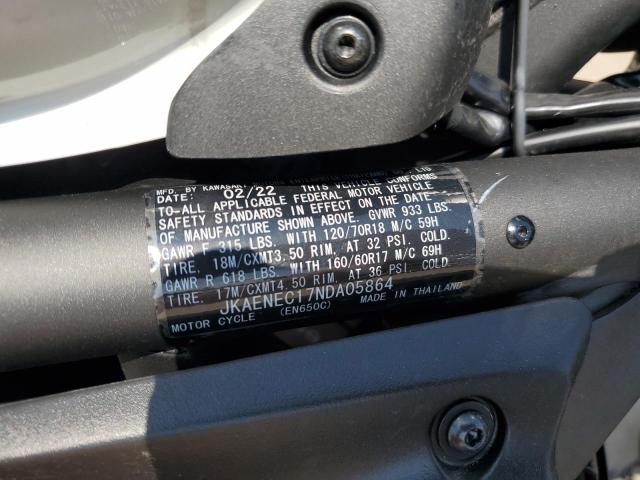 MFD. BY KAWASAKI
DATE: 02/22 THIS VEHICLE CONFORMS
TO ALL APPLICABLE FEDERAL MOTOR VEHICLE
SAFETY STANDARDS IN EFFECT ON THE DATE
OF MANUFACTURE SHOWN ABOVE. GVWR 933 LBS.
GAWR F 315 LBS. WITH 120/70R18 M/C 59H
TIRE, 18M/CXMT3.50 RIM, AT 32 PSI. COLD.
GAWR R 618 LBS. WITH 160/60R17 M/C 69H
TIRE, 17M/CXMT4.50 RIM, AT 36 PSI. COLD
JKAENEC17NDA05864
MOTOR CYCLE (EN650C) MADE IN THAILAND